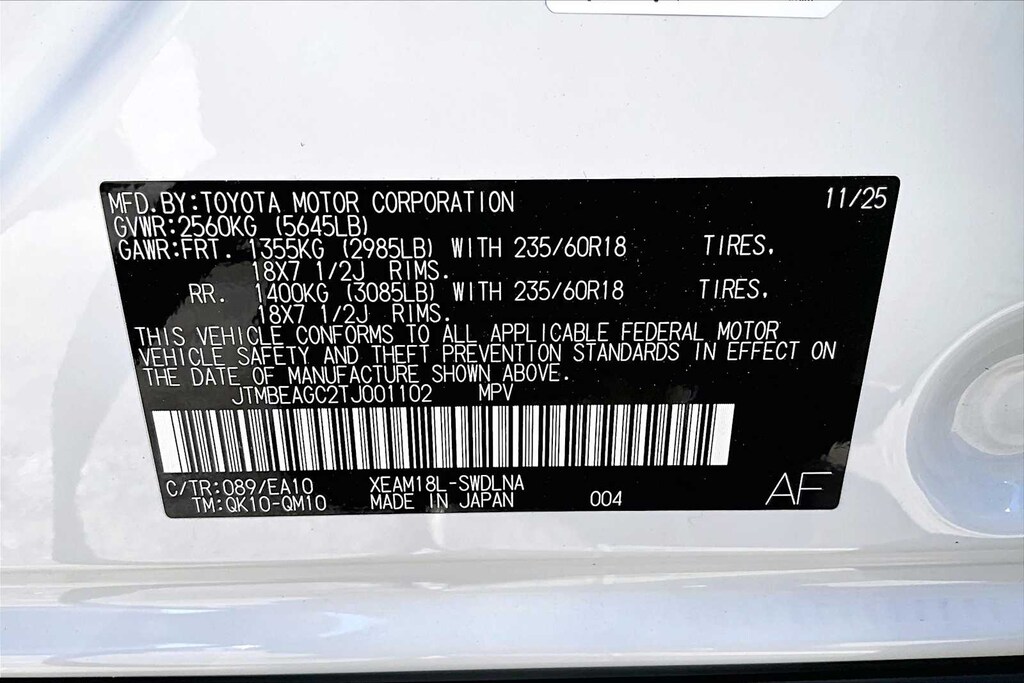 MFD. BY: TOYOTA MOTOR CORPORATION 11/25
GVWR: 2560KG (5645LB)
GAWR: FRT. 1355KG (2985LB) WITH 235/60R18 TIRES,
18X7 1/2J RIMS.
RR. 1400KG (3085LB) WITH 235/60R18 TIRES,
18X7 1/2J RIMS.
THIS VEHICLE CONFORMS TO ALL APPLICABLE FEDERAL MOTOR
VEHICLE SAFETY AND THEFT PREVENTION STANDARDS IN EFFECT ON
THE DATE OF MANUFACTURE SHOWN ABOVE.
JTMBEAGC2TJ001102 MPV
C/TR: 089/EA10 XEAM18L-SWDLNA
TM: QK10-QM10 MADE IN JAPAN 004 AF